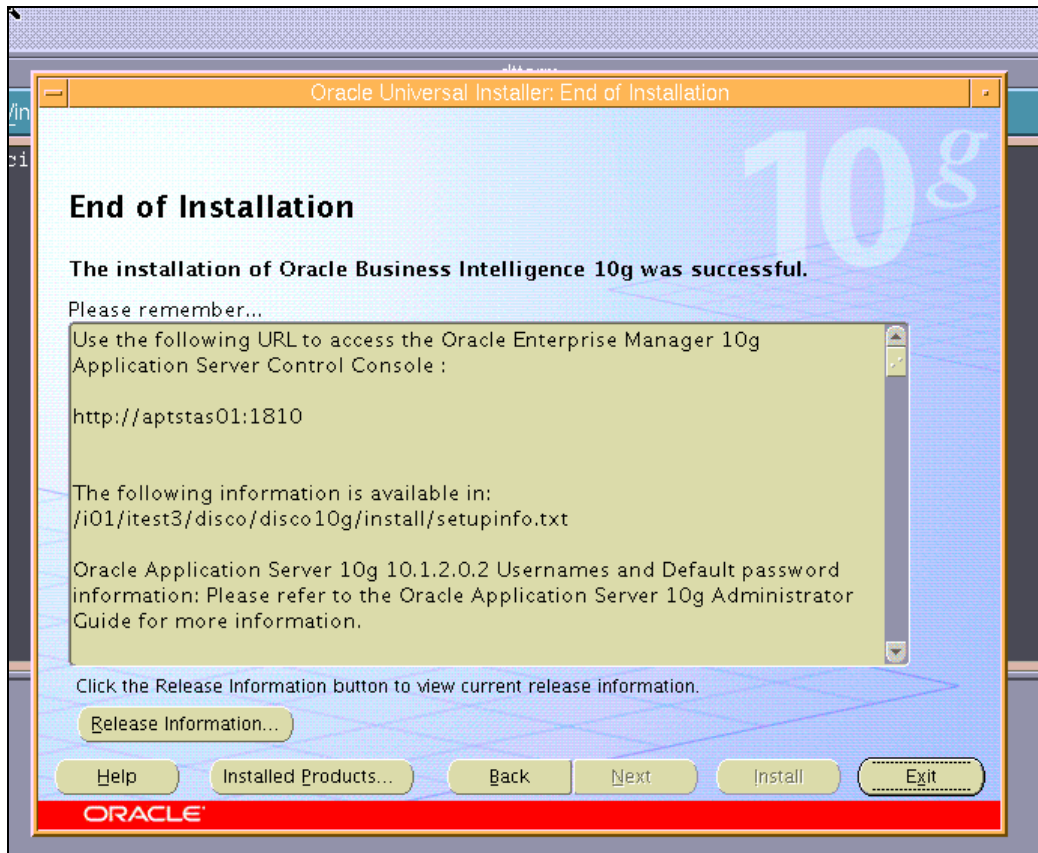 Oracle Universal Installer: End of Installation
10g
End of Installation
The installation of Oracle Business Intelligence 10g was successful.
Please remember...
Use the following URL to access the Oracle Enterprise Manager 10g
Application Server Control Console :
http://aptstas01:1810
The following information is available in:
/i01/itest3/disco/disco10g/install/setupinfo.txt
Oracle Application Server 10g 10.1.2.0.2 Usernames and Default password
information: Please refer to the Oracle Application Server 10g Administrator
Guide for more information.
Click the Release Information button to view current release information.
Release Information...
Help Installed Products... Back Next Install Exit
ORACLE